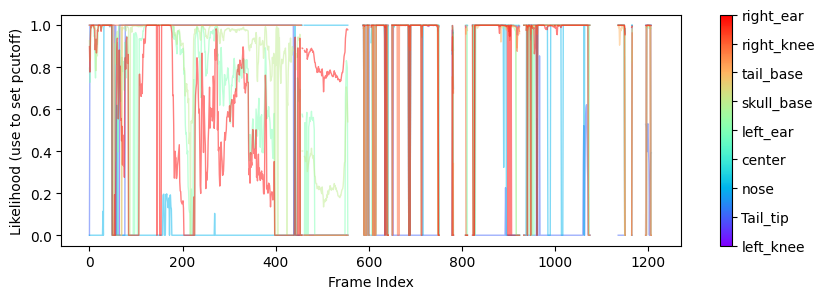 Likelihood (use to set pcutoff)
1.0
0.8
0.6
0.4
0.2
0.0
0
200
400
600
800
1000
1200
Frame Index
right_ear
right_knee
tail_base
skull_base
left_ear
center
nose
Tail_tip
left_knee